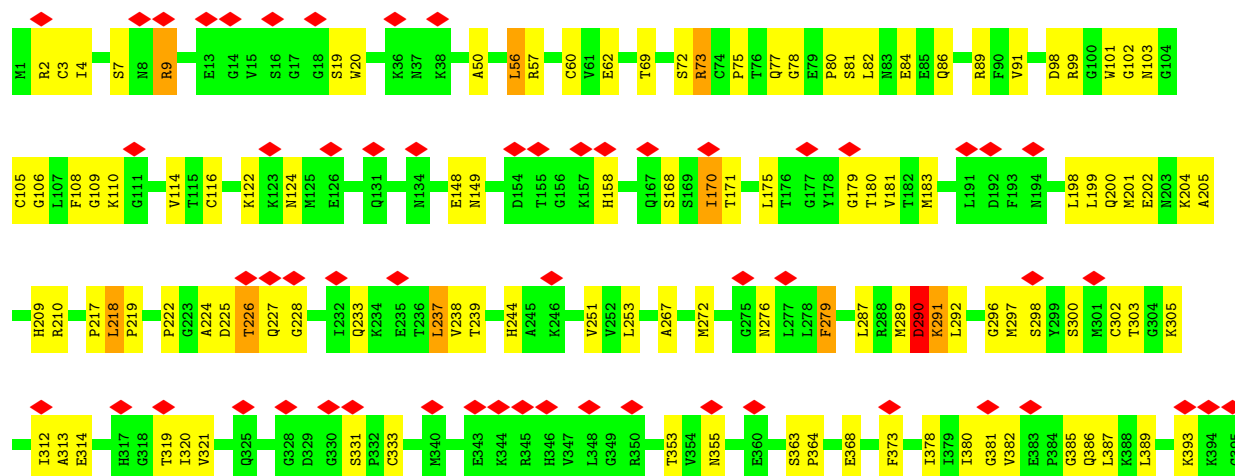 M1 R2 C3 I4 S7 N8 R9 E13 G14 V15 S16 G17 G18 S19 W20 K36 N37 K38 A50 L56 R57 C60 V61 E62 T69 S72 R73 C74 P75 T76 Q77 G78 E79 P80 S81 L82 N83 E84 E85 Q86 R89 F90 V91 D98 R99 G100 W101 G102 N103 G104
C105 G106 L107 F108 G109 K110 G111 V114 T115 C116 K122 K123 N124 M125 E126 Q131 N134 E148 N149 D154 T155 G156 K157 H158 Q167 S168 S169 I170 T171 L175 T176 G177 Y178 G179 T180 V181 T182 M183 L191 D192 F193 N194 L198 L199 Q200 M201 E202 N203 K204 A205
H209 R210 P217 L218 P219 P222 G223 A224 D225 T226 Q227 G228 I232 Q233 K234 E235 T236 L237 V238 T239 H244 A245 K246 V251 V252 L253 A267 M272 G275 N276 L277 L278 F279 L287 R288 M289 D290 K291 L292 G296 M297 S298 Y299 S300 M301 C302 T303 G304 K305
I312 A313 E314 H317 G318 T319 I320 V321 Q325 G328 D329 G330 S331 P332 C333 M340 E343 K344 R345 H346 V347 L348 G349 R350 T353 V354 N355 E360 S363 P364 E368 F373 I378 I379 I380 G381 V382 E383 P384 G385 Q386 L387 K388 L389 K393 K394